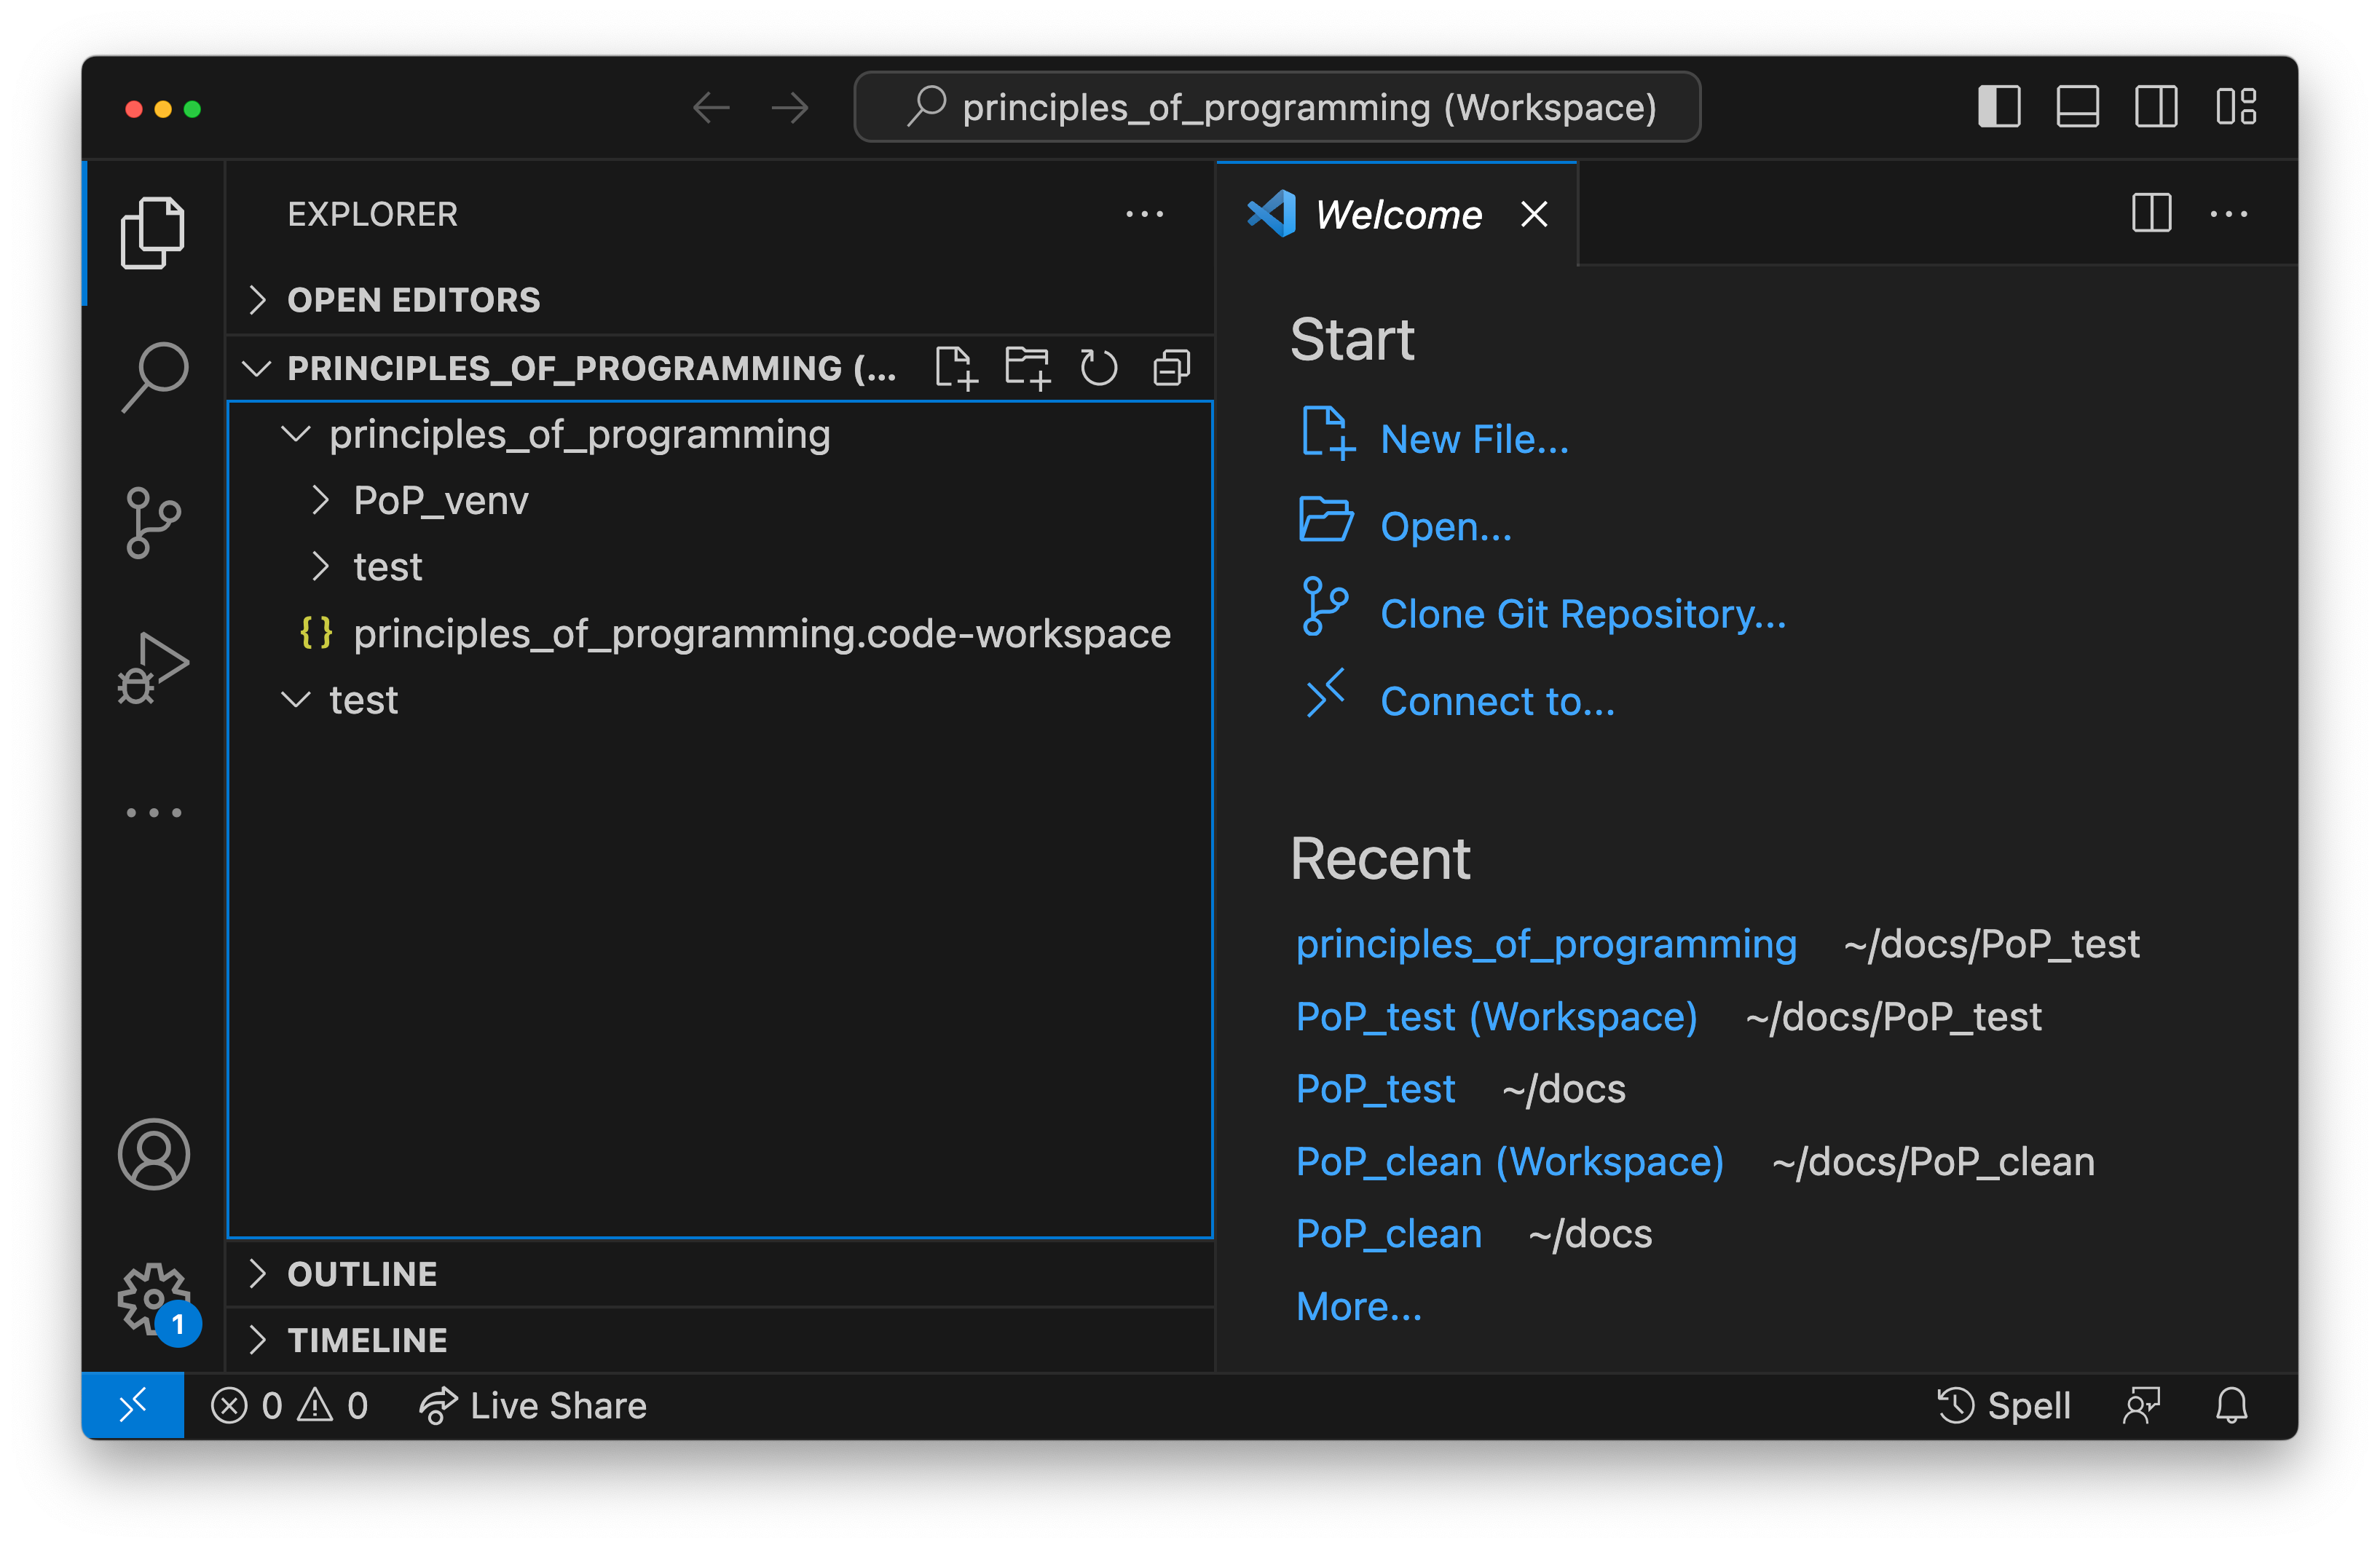 principles_of_programming (Workspace)
EXPLORER
OPEN EDITORS
PRINCIPLES_OF_PROGRAMMING (...
principles_of_programming
PoP_venv
test
{} principles_of_programming.code-workspace
test
OUTLINE
TIMELINE
1
Welcome
Start
New File...
Open...
Clone Git Repository...
Connect to...
Recent
principles_of_programming ~/docs/PoP_test
PoP_test (Workspace) ~/docs/PoP_test
PoP_test ~/docs
PoP_clean (Workspace) ~/docs/PoP_clean
PoP_clean ~/docs
More...
0 0 Live Share Spell